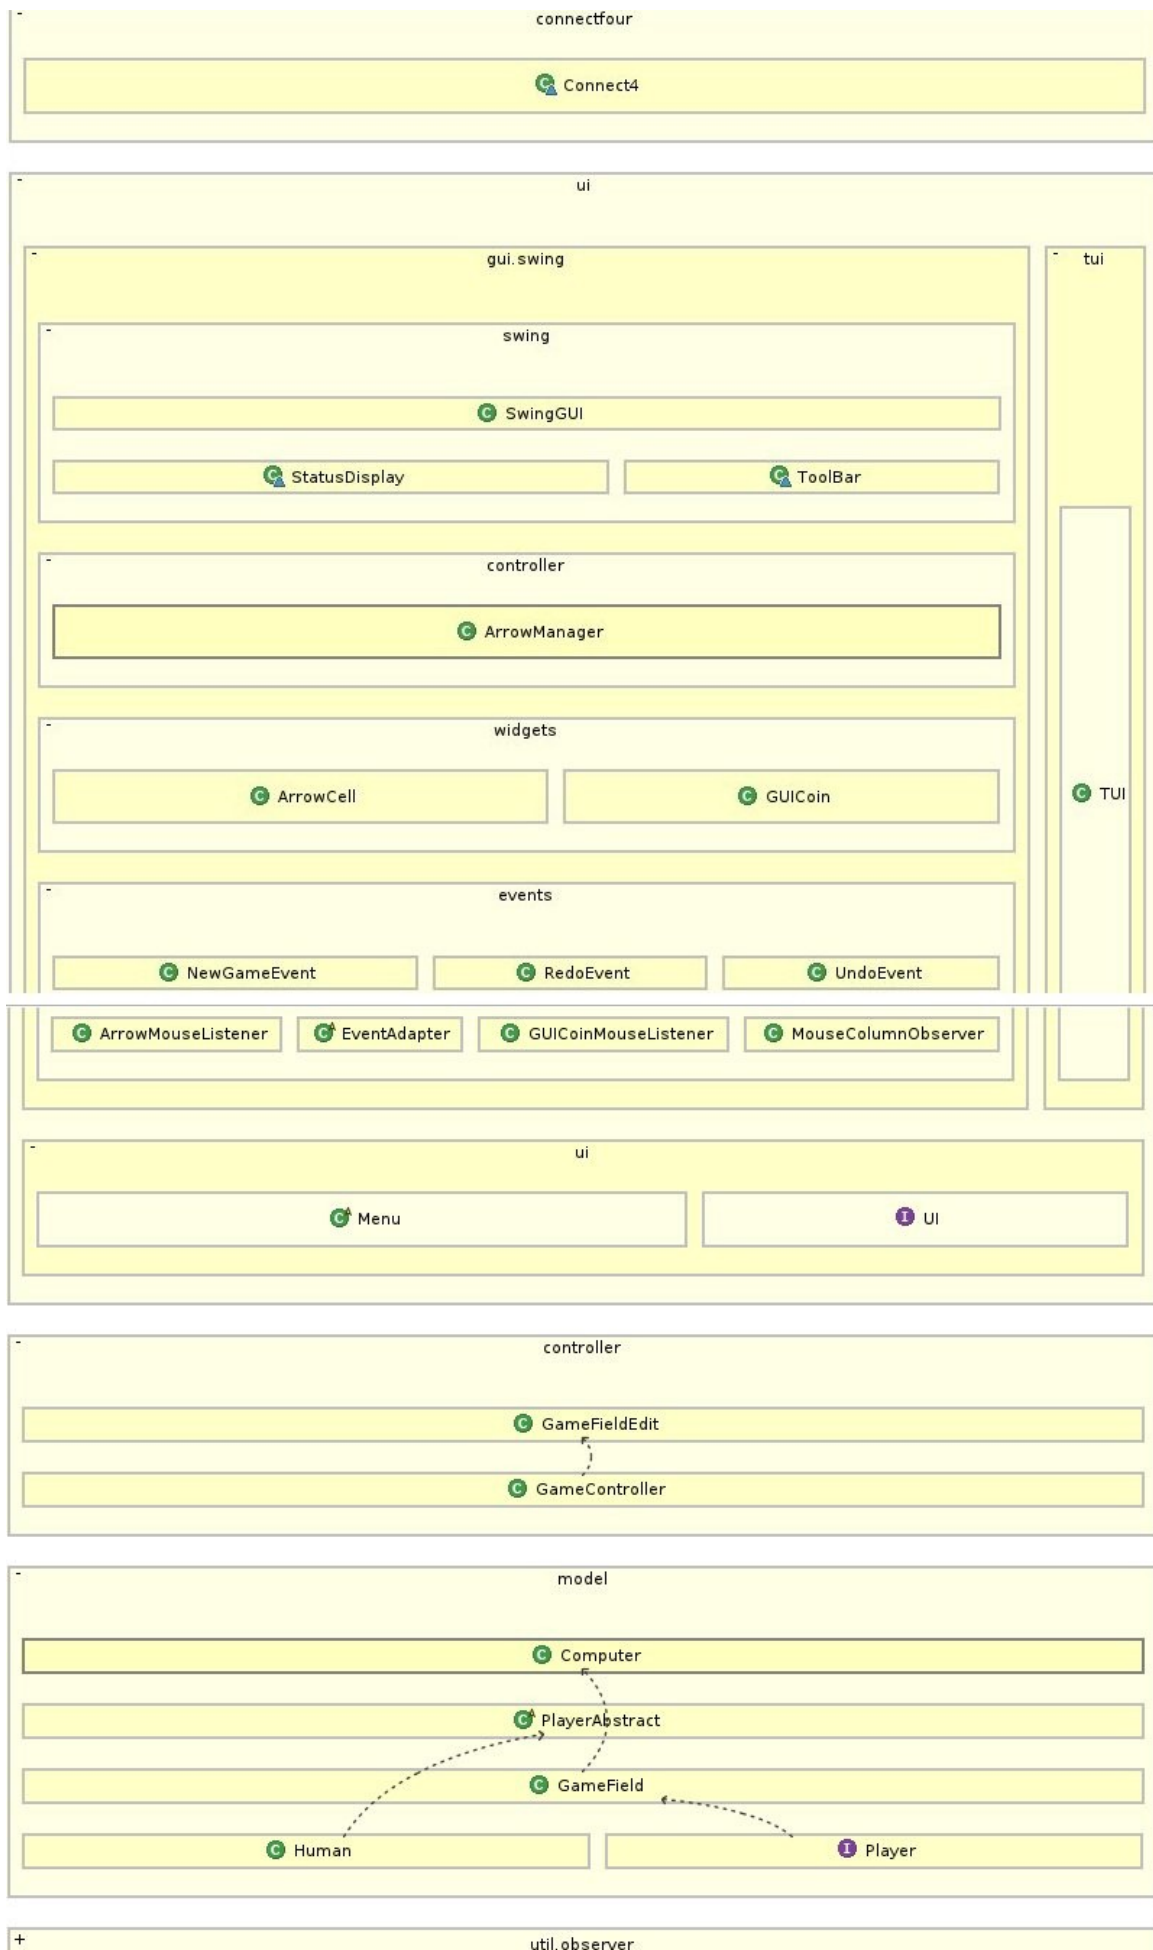 - connectfour
Connect4
- ui
- gui.swing
- tui
- swing
SwingGUI
StatusDisplay
ToolBar
- controller
ArrowManager
- widgets
ArrowCell
GUICoin
TUI
- events
NewGameEvent
RedoEvent
UndoEvent
ArrowMouseListener
EventAdapter
GUICoinMouseListener
MouseColumnObserver
- ui
Menu
UI
- controller
GameFieldEdit
GameController
- model
Computer
PlayerAbstract
GameField
Human
Player
+ util.observer